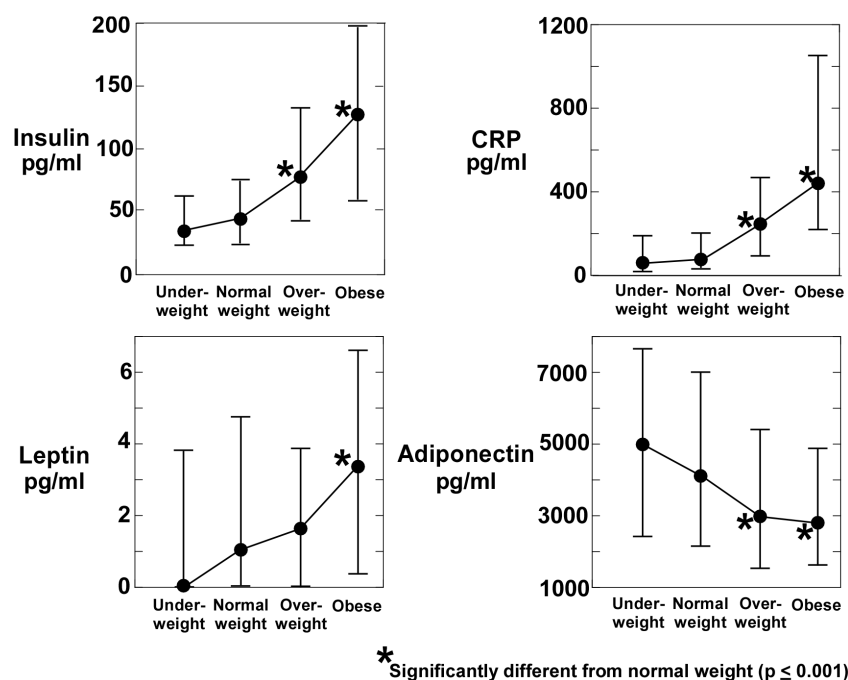 200
150
100
50
0
Insulin
pg/ml
Under-
weight
Normal
weight
Over-
weight
Obese
1200
800
400
0
CRP
pg/ml
Under-
weight
Normal
weight
Over-
weight
Obese
6
4
2
0
Leptin
pg/ml
Under-
weight
Normal
weight
Over-
weight
Obese
7000
5000
3000
1000
Adiponectin
pg/ml
Under-
weight
Normal
weight
Over-
weight
Obese
*Significantly different from normal weight (p ≤ 0.001)